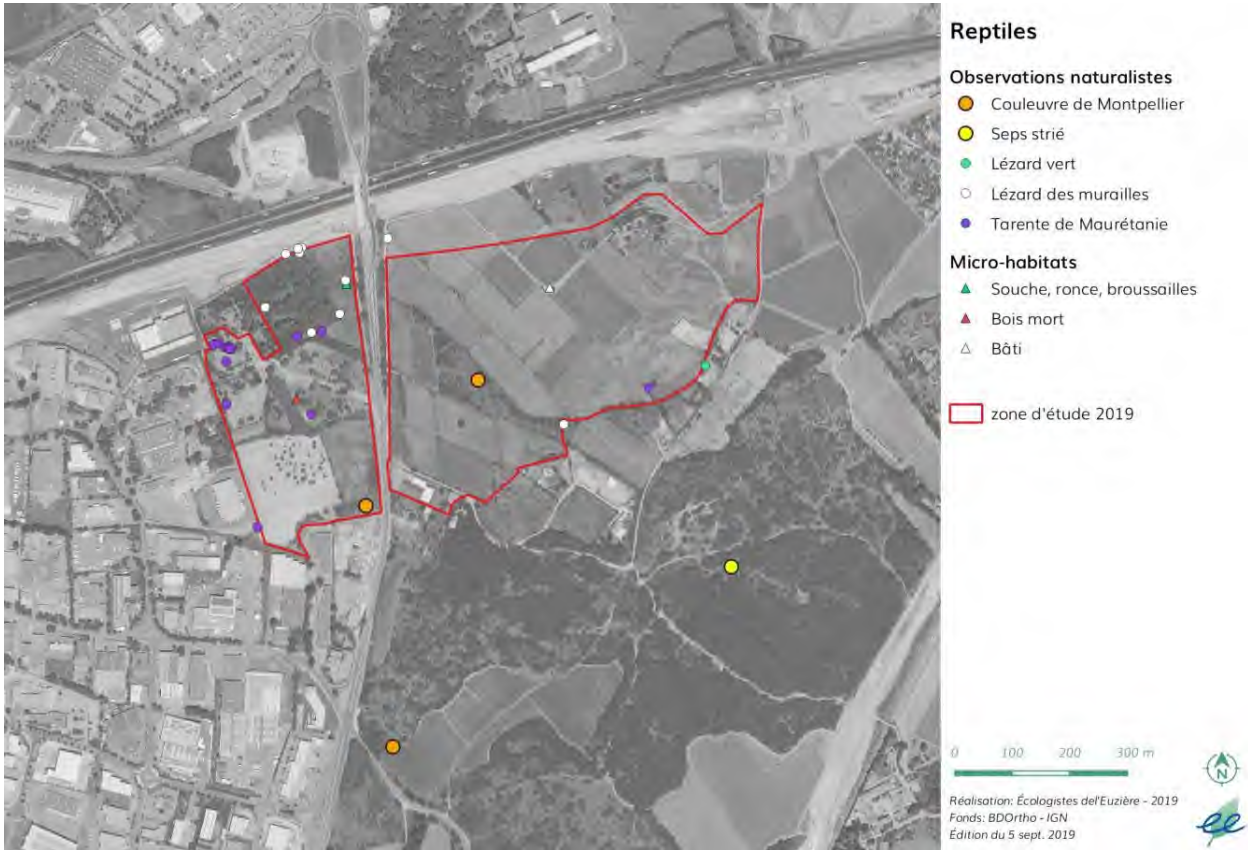 Reptiles
Observations naturalistes
Couleuvre de Montpellier
Seps strié
Lézard vert
Lézard des murailles
Tarente de Maurétanie
Micro-habitats
Souche, ronce, broussailles
Bois mort
Bâti
zone d'étude 2019
0 100 200 300 m
N
Réalisation: Écologistes del'Euzière - 2019
Fonds: BDOrtho - IGN
Édition du 5 sept. 2019
ee